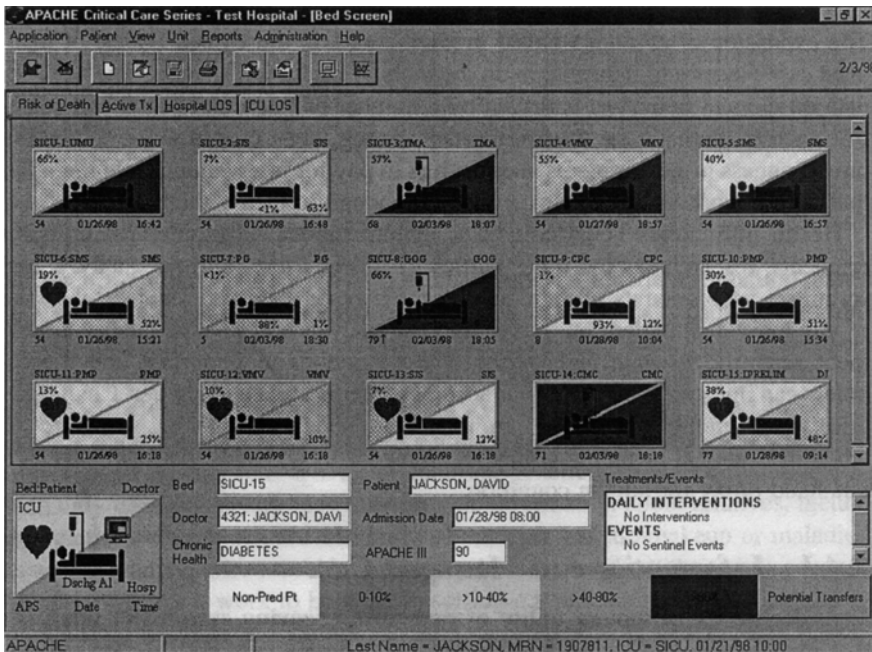 APACHE Critical Care Series - Test Hospital - [Bed Screen]
Application Patient View Unit Reports Administration Help
2/3/98
Risk of Death Active Tx Hospital LOS ICU LOS
SICU-1:UMU UMU SICU-2:SJS SJS SICU-3:TMA TMA SICU-4:VMV VMV SICU-5:SMS SMS
66% 7% 57% 55% 40%
<1% 63%
54 01/26/98 16:42 54 01/26/98 16:48 68 02/03/98 18:07 54 01/27/98 18:57 54 01/26/98 16:57
SICU-6:SMS SMS SICU-7:PG PG SICU-8:GOG GOG SICU-9:CPC CPC SICU-10:PMP PMP
19% <1% 66% 1% 30%
52% 88% 1% 93% 12% 51%
54 01/26/98 15:21 5 02/03/98 18:30 79↑ 02/03/98 18:05 8 01/28/98 10:04 54 01/26/98 15:34
SICU-11:PMP PMP SICU-12:VMV VMV SICU-13:SJS SJS SICU-14:CMC CMC SICU-15:IPRELIM DJ
13% 10% 7% 38%
25% 10% 12% 48%
54 01/26/98 16:18 54 01/26/98 16:18 54 01/26/98 16:18 71 02/03/98 18:18 77 01/28/98 09:14
Bed:Patient Doctor
ICU
Dschg Al Hosp
APS Date Time
Bed SICU-15 Patient JACKSON, DAVID
Doctor 4321: JACKSON, DAVI Admission Date 01/28/98 08:00
Chronic Health DIABETES APACHE III 90
Treatments/Events
DAILY INTERVENTIONS
No Interventions
EVENTS
No Sentinel Events
Non-Pred Pt 0-10% >10-40% >40-80% Potential Transfers
APACHE Last Name = JACKSON, MRN = 1907811, ICU = SICU, 01/21/98 10:00